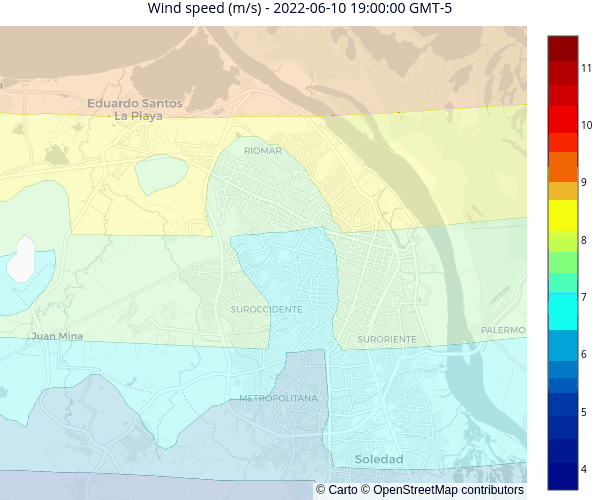 Wind speed (m/s) - 2022-06-10 19:00:00 GMT-5
Eduardo Santos
La Playa
RIOMAR
SUROCCIDENTE
Juan Mina
SURORIENTE
PALERMO
METROPOLITANA
Soledad
© Carto © OpenStreetMap contributors
11
10
9
8
7
6
5
4